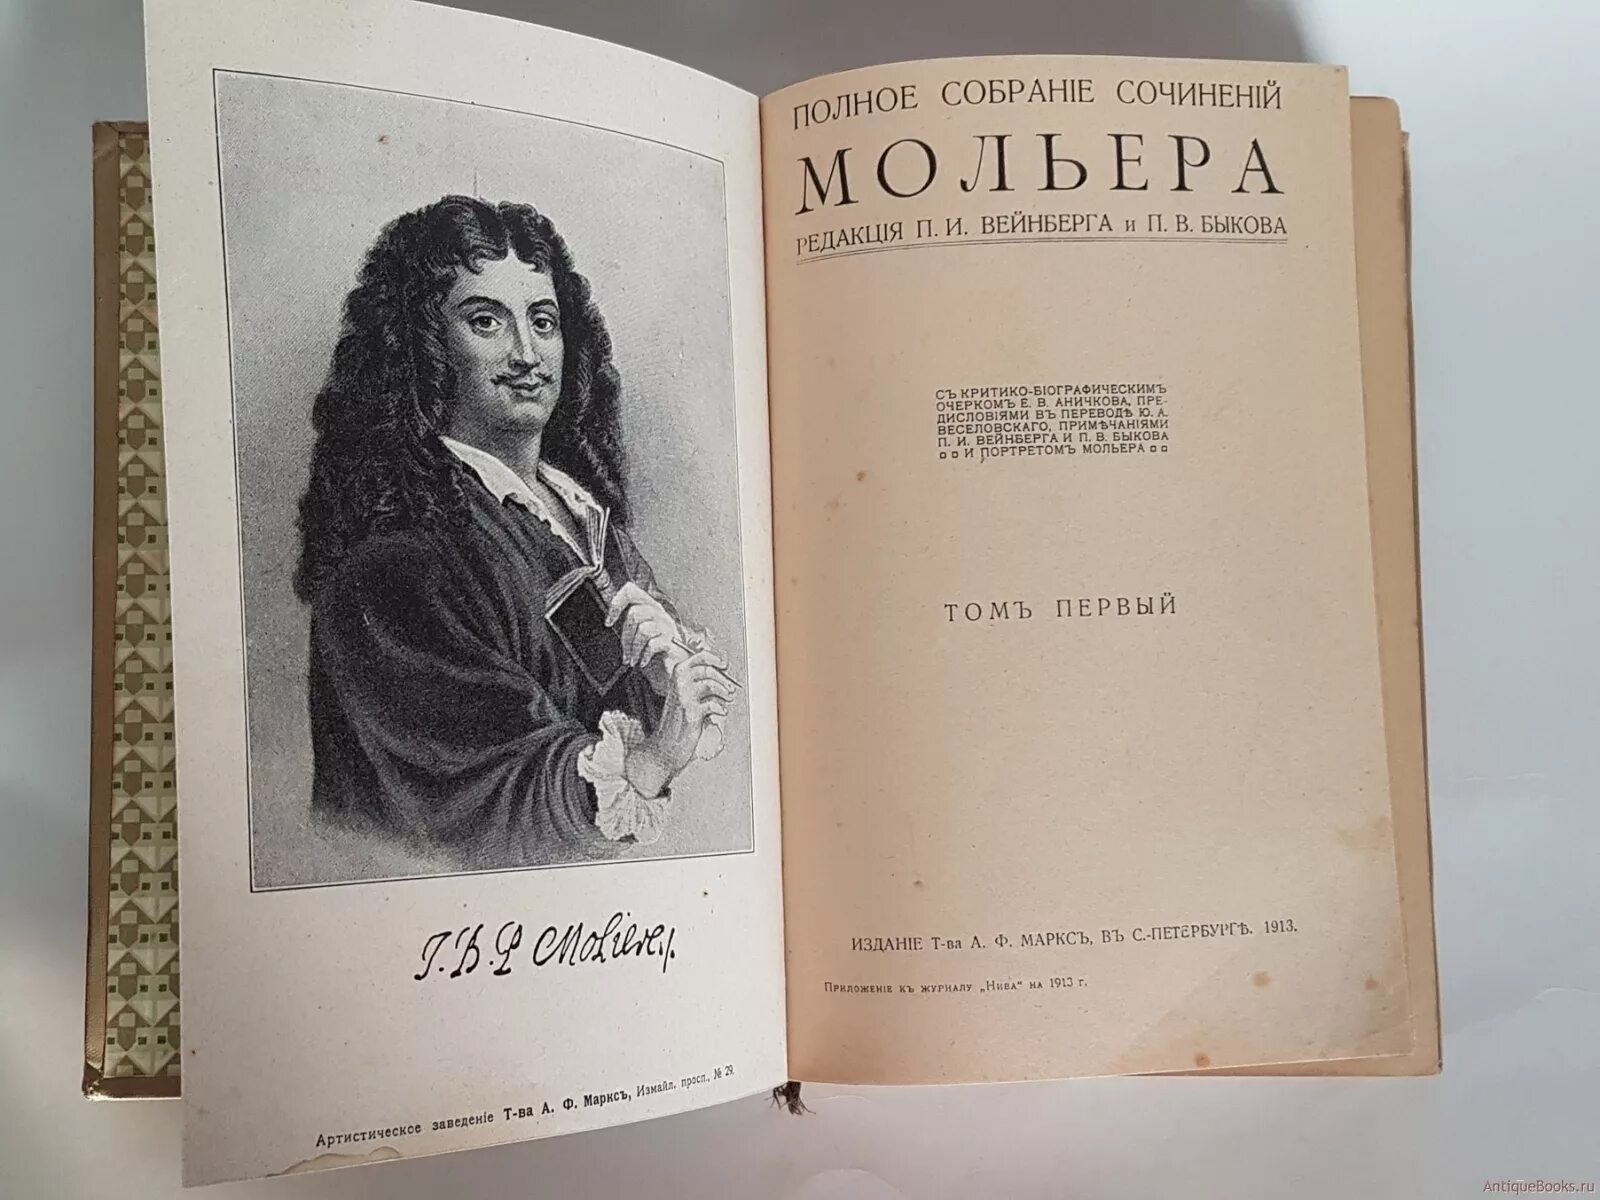 J. B. P Moliere
Артистическое заведеніе Т-ва А. Ф. Марксъ, Измайл. просп., № 29.
ПОЛНОЕ СОБРАНІЕ СОЧИНЕНІЙ
МОЛЬЕРА
РЕДАКЦІЯ П. И. ВЕЙНБЕРГА и П. В. БЫКОВА
СЪ КРИТИКО-БІОГРАФИЧЕСКИМЪ
ОЧЕРКОМЪ Е. В. АНИЧКОВА, ПРЕ-
ДИСЛОВІЯМИ ВЪ ПЕРЕВОДѢ Ю. А.
ВЕСЕЛОВСКАГО, ПРИМѢЧАНІЯМИ
П. И. ВЕЙНБЕРГА И П. В. БЫКОВА
И ПОРТРЕТОМЪ МОЛЬЕРА
ТОМЪ ПЕРВЫЙ
ИЗДАНІЕ Т-ва А. Ф. МАРКСЪ, ВЪ С.-ПЕТЕРБУРГѢ. 1913.
Приложеніе къ журналу „Нива“ на 1913 г.
AntiqueBooks.ru